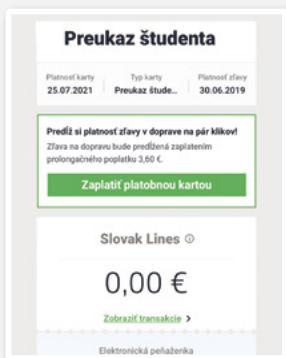 Preukaz študenta
Platnosť karty Typ karty Platnosť zľavy
25.07.2021 Preukaz štude... 30.06.2019
Predĺž si platnosť zľavy v doprave na pár klikov!
Zľava na dopravu bude predĺžená zaplatením
prolongačného poplatku 3,60 €.
Zaplatiť platobnou kartou
Slovak Lines
0,00 €
Zobraziť transakcie >
Elektronická peňaženka